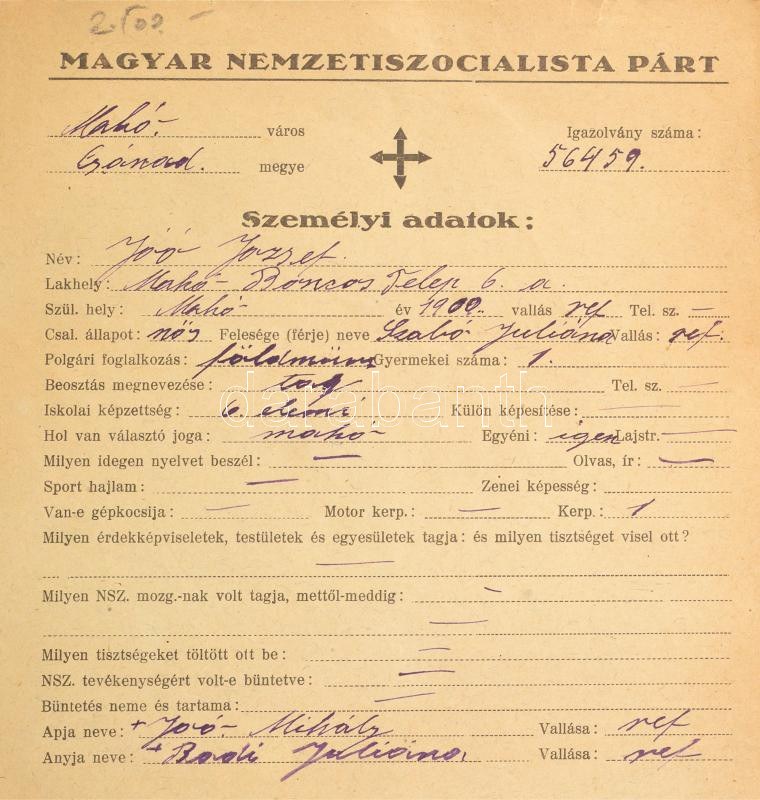 2.500 –
MAGYAR NEMZETISZOCIALISTA PÁRT
Makó. város Igazolvány száma:
Csánad. megye 56459.
Személyi adatok:
Név: Joó József.
Lakhely: Makó – Telep 6. a.
Szül. hely: Makó – év 1900. vallás ref Tel. sz. –
Csal. állapot: nős Felesége (férje) neve Szabó Juliána Vallás: ref.
Polgári foglalkozás: földműves Gyermekei száma: 1.
Beosztás megnevezése: tag Tel. sz. –
darabanth
Iskolai képzettség: 6. elemi Külön képesítése: –
Hol van választó joga: makó – Egyéni: igen Lajstr. –
Milyen idegen nyelvet beszél: – Olvas, ír: –
Sport hajlam: – Zenei képesség: –
Van-e gépkocsija: – Motor kerp.: – Kerp.: 1
Milyen érdekképviseletek, testületek és egyesületek tagja: és milyen tisztséget visel ott?
–
Milyen NSZ. mozg.-nak volt tagja, mettől-meddig: –
–
Milyen tisztségeket töltött ott be: –
NSZ. tevékenységért volt-e büntetve: –
Büntetés neme és tartama: –
Apja neve: + Joó – Mihály Vallása: ref
Anyja neve: + Badi Juliána Vallása: ref